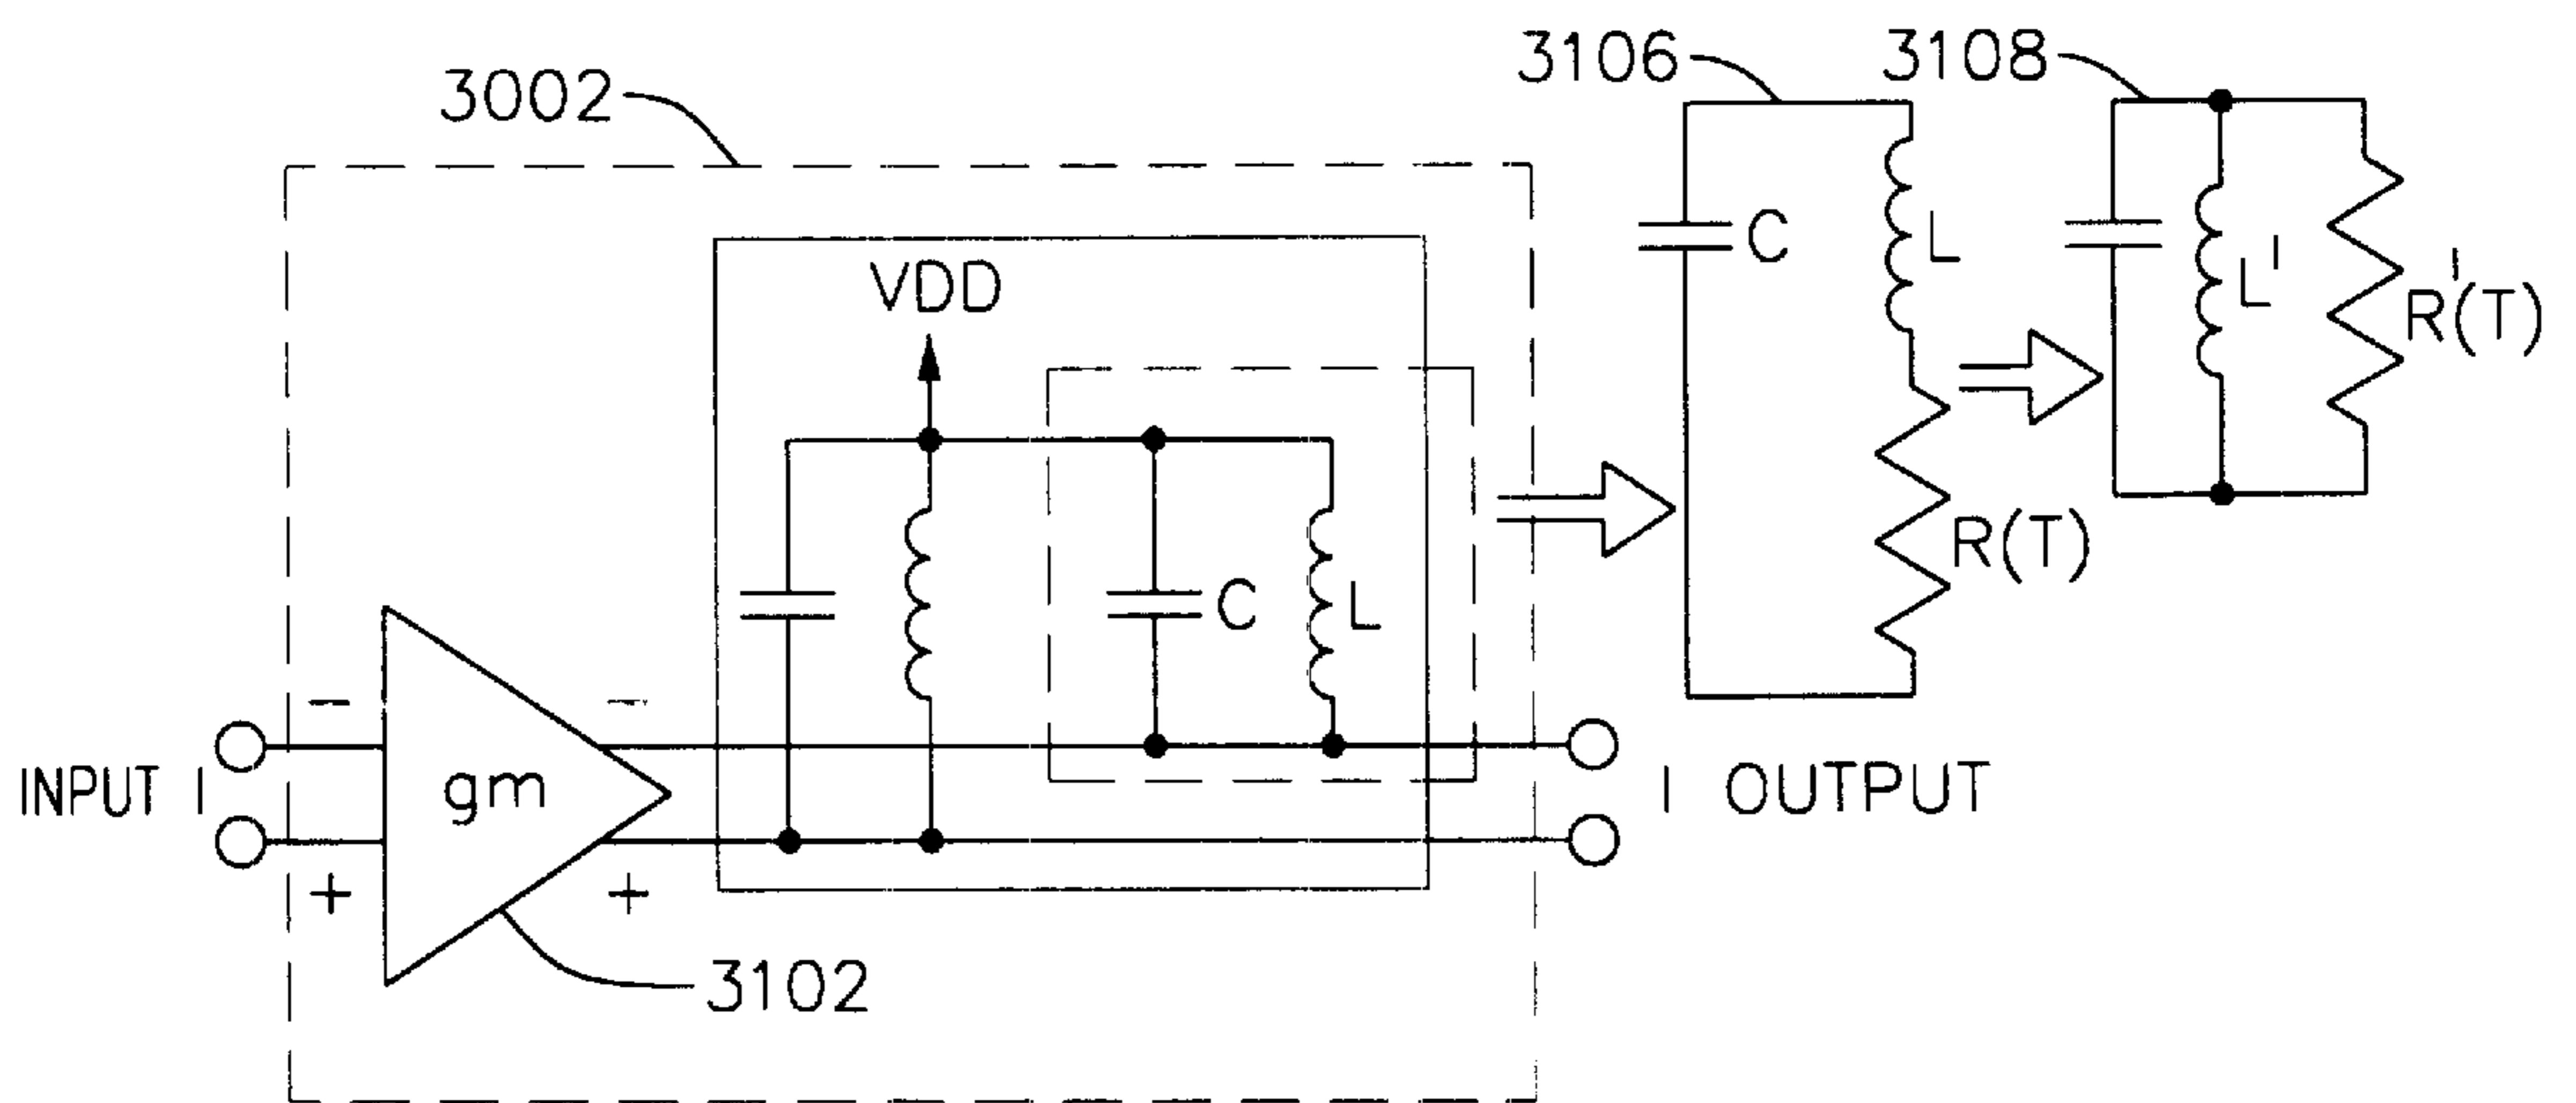 3002
3106
3108
VDD
C
L
L'
R'(T)
R(T)
C
L
-
-
INPUT I
gm
I OUTPUT
+
+
3102